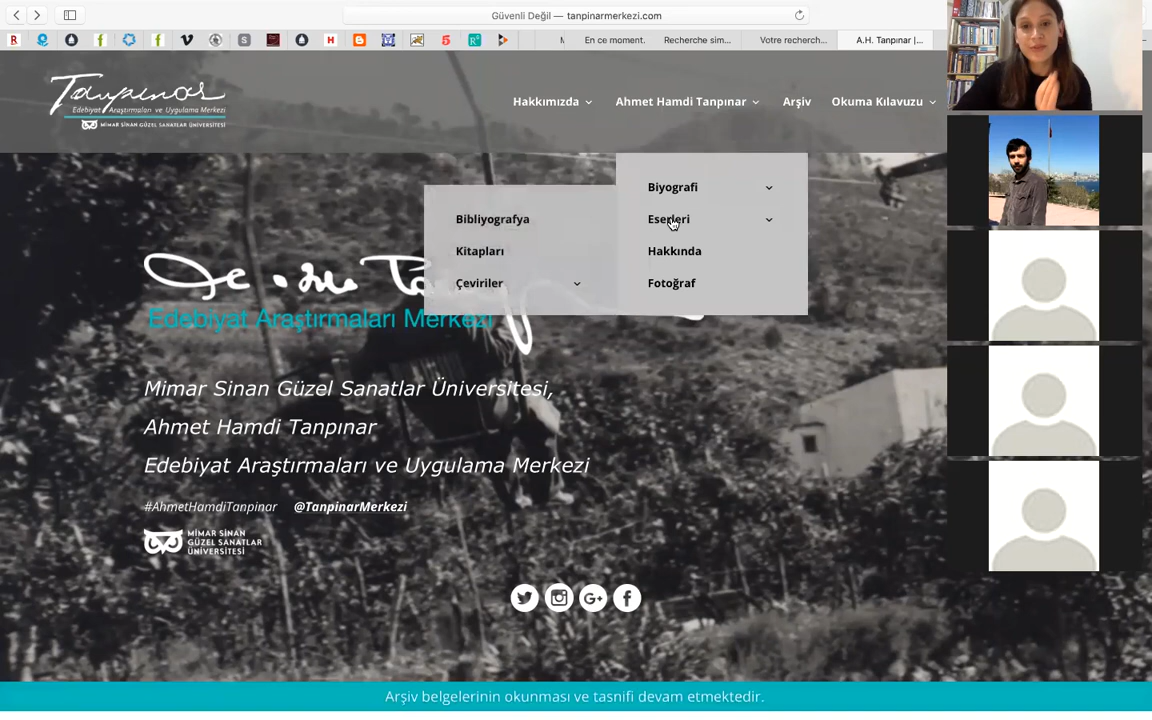 Güvenli Değil — tanpinarmerkezi.com
En ce moment.
Recherche sim...
Votre recherch...
A.H. Tanpınar |...
Tanpınar
Edebiyat Araştırmaları ve Uygulama Merkezi
MİMAR SİNAN GÜZEL SANATLAR ÜNİVERSİTESİ
Hakkımızda
Ahmet Hamdi Tanpınar
Arşiv
Okuma Kılavuzu
Biyografi
Eserleri
Hakkında
Fotoğraf
Bibliyografya
Kitapları
Çeviriler
Edebiyat Araştırmaları Merkezi
Mimar Sinan Güzel Sanatlar Üniversitesi,
Ahmet Hamdi Tanpınar
Edebiyat Araştırmaları ve Uygulama Merkezi
#AhmetHamdiTanpinar @TanpinarMerkezi
MİMAR SİNAN
GÜZEL SANATLAR
ÜNİVERSİTESİ
Arşiv belgelerinin okunması ve tasnifi devam etmektedir.